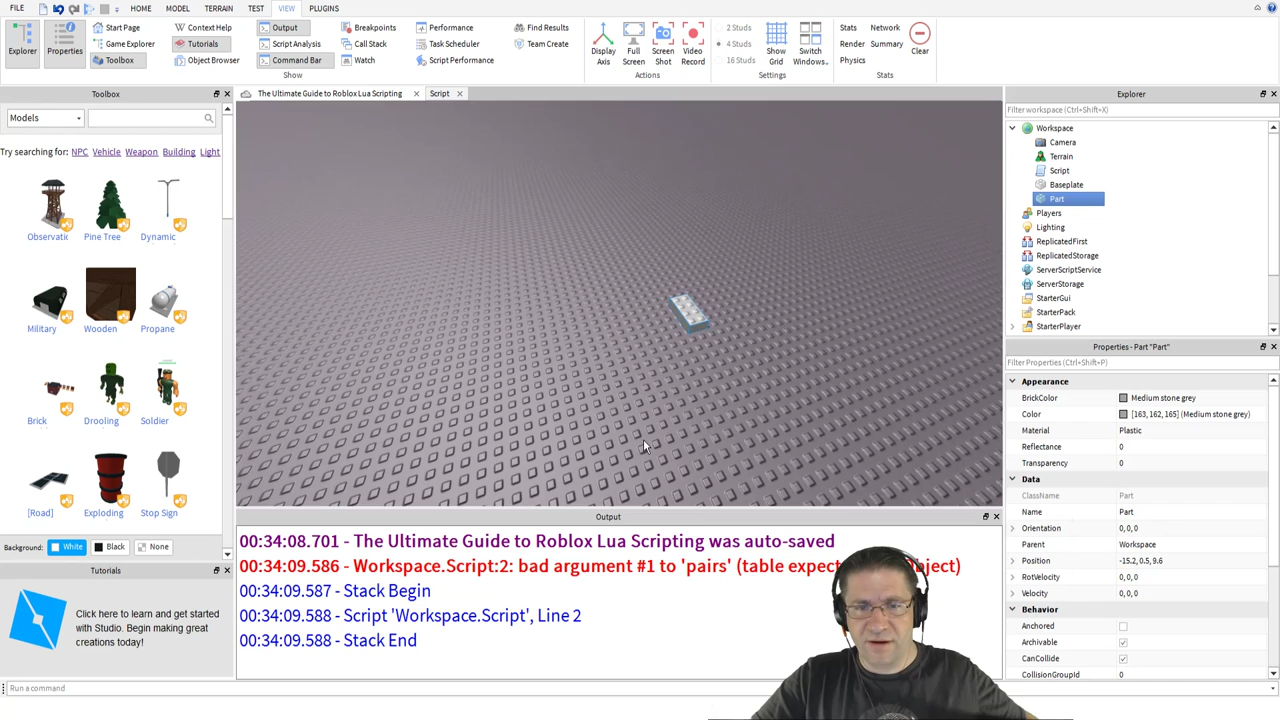 FILE HOME MODEL TERRAIN TEST VIEW PLUGINS
Explorer Properties
Start Page
Game Explorer
Toolbox
Context Help
Tutorials
Object Browser
Output
Script Analysis
Command Bar
Breakpoints
Call Stack
Watch
Performance
Task Scheduler
Script Performance
Find Results
Team Create
Show
Display Axis
Full Screen
Screen Shot
Video Record
Actions
2 Studs
4 Studs
16 Studs
Show Grid
Switch Windows
Settings
Stats Network
Render Summary
Physics
Clear
Stats
Toolbox
Models
Try searching for: NPC Vehicle Weapon Building Light
Observatic Pine Tree Dynamic
Military Wooden Propane
Brick Drooling Soldier
[Road] Exploding Stop Sign
Background: White Black None
Tutorials
Click here to learn and get started
with Studio. Begin making great
creations today!
Run a command
The Ultimate Guide to Roblox Lua Scripting Script
Output
00:34:08.701 - The Ultimate Guide to Roblox Lua Scripting was auto-saved
00:34:09.586 - Workspace.Script:2: bad argument #1 to 'pairs' (table expect
00:34:09.587 - Stack Begin
00:34:09.588 - Script 'Workspace.Script', Line 2
00:34:09.588 - Stack End
Explorer
Filter workspace (Ctrl+Shift+X)
Workspace
Camera
Terrain
Script
Baseplate
Part
Players
Lighting
ReplicatedFirst
ReplicatedStorage
ServerScriptService
ServerStorage
StarterGui
StarterPack
StarterPlayer
Properties - Part "Part"
Filter Properties (Ctrl+Shift+P)
Appearance
BrickColor Medium stone grey
Color [163, 162, 165] (Medium stone grey)
Material Plastic
Reflectance 0
Transparency 0
Data
ClassName Part
Name Part
Orientation 0, 0, 0
Parent Workspace
Position -15.2, 0.5, 9.6
RotVelocity 0, 0, 0
Velocity 0, 0, 0
Behavior
Anchored
Archivable
CanCollide
CollisionGroupId 0